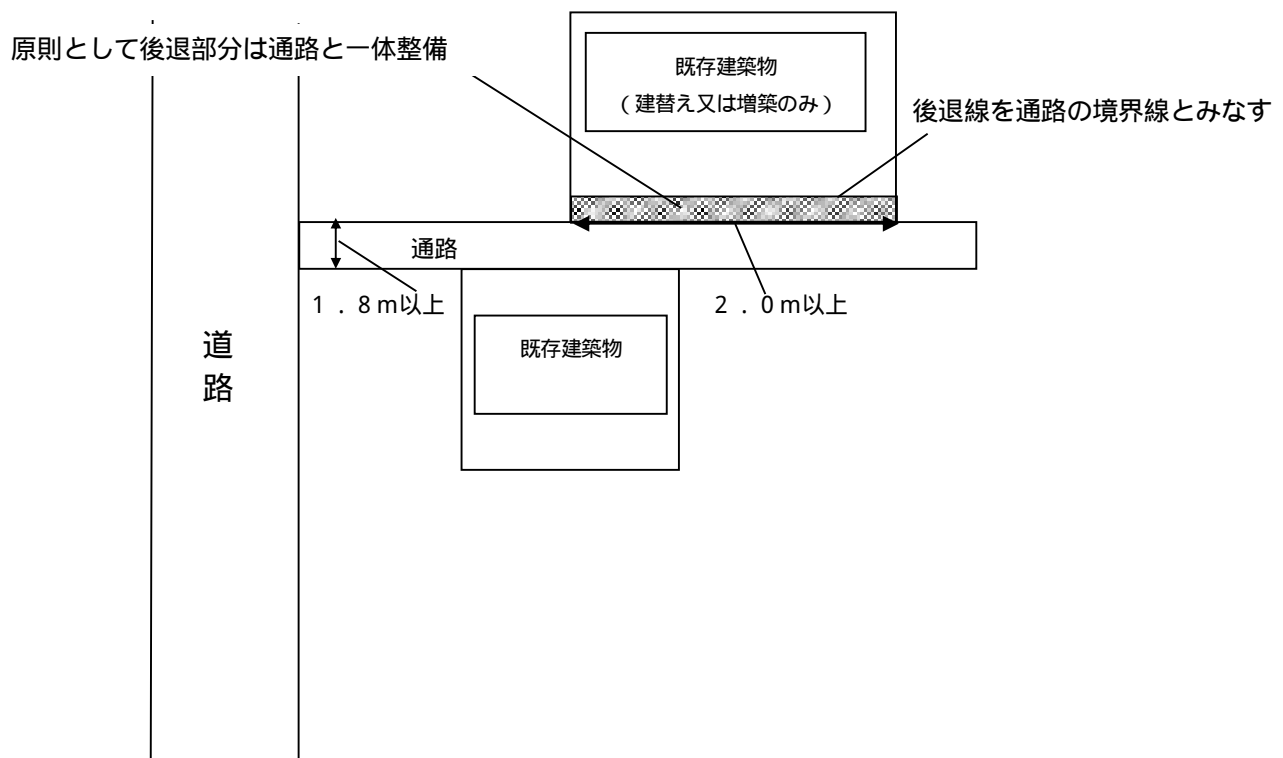 原則として後退部分は通路と一体整備
既存建築物
(建替え又は増築のみ)
後退線を通路の境界線とみなす
通路
1.8m以上
2.0m以上
既存建築物
道路